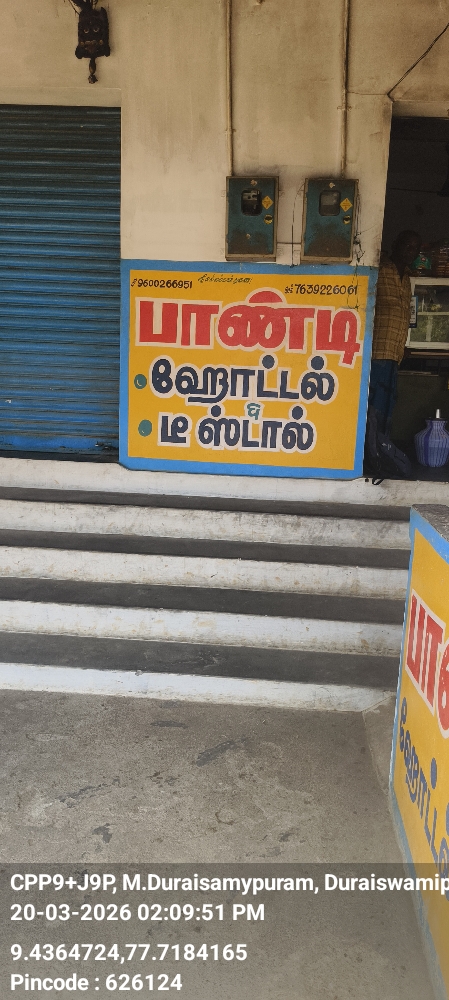 9600266951
7639226061
பாண்டி
ஹோட்டல்
&
டீ ஸ்டால்
பா
ஹோட்ட
CPP9+J9P, M.Duraisamypuram, Duraiswamip
20-03-2026 02:09:51 PM
9.4364724,77.7184165
Pincode : 626124